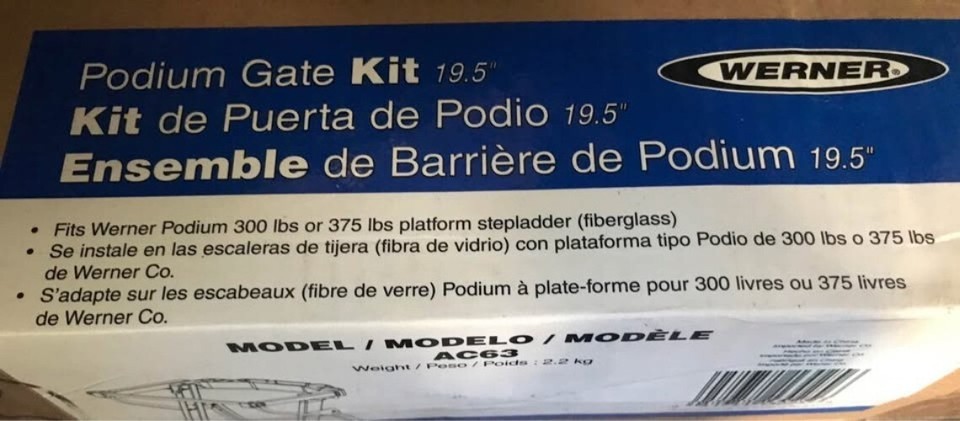 Podium Gate Kit 19.5"
WERNER®
Kit de Puerta de Podio 19.5"
Ensemble de Barrière de Podium 19.5"
• Fits Werner Podium 300 lbs or 375 lbs platform stepladder (fiberglass)
• Se instale en las escaleras de tijera (fibra de vidrio) con plataforma tipo Podio de 300 lbs o 375 lbs
de Werner Co.
• S'adapte sur les escabeaux (fibre de verre) Podium à plate-forme pour 300 livres ou 375 livres
de Werner Co.
MODEL / MODELO / MODÈLE
AC63
Weight / Peso / Poids : 2.2 kg
Made in China